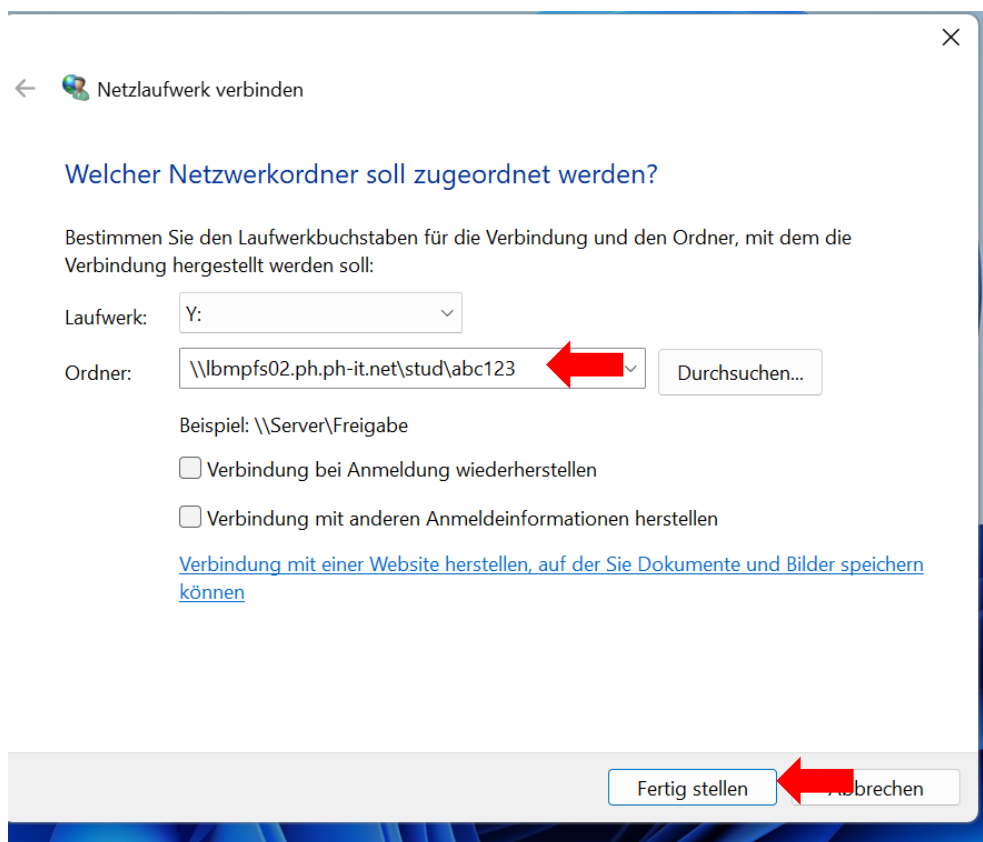 Netzlaufwerk verbinden
Welcher Netzwerkordner soll zugeordnet werden?
Bestimmen Sie den Laufwerkbuchstaben für die Verbindung und den Ordner, mit dem die
Verbindung hergestellt werden soll:
Laufwerk: Y:
Ordner: \\lbmpfs02.ph.ph-it.net\stud\abc123 Durchsuchen...
Beispiel: \\Server\Freigabe
Verbindung bei Anmeldung wiederherstellen
Verbindung mit anderen Anmeldeinformationen herstellen
Verbindung mit einer Website herstellen, auf der Sie Dokumente und Bilder speichern
können
Fertig stellen Abbrechen